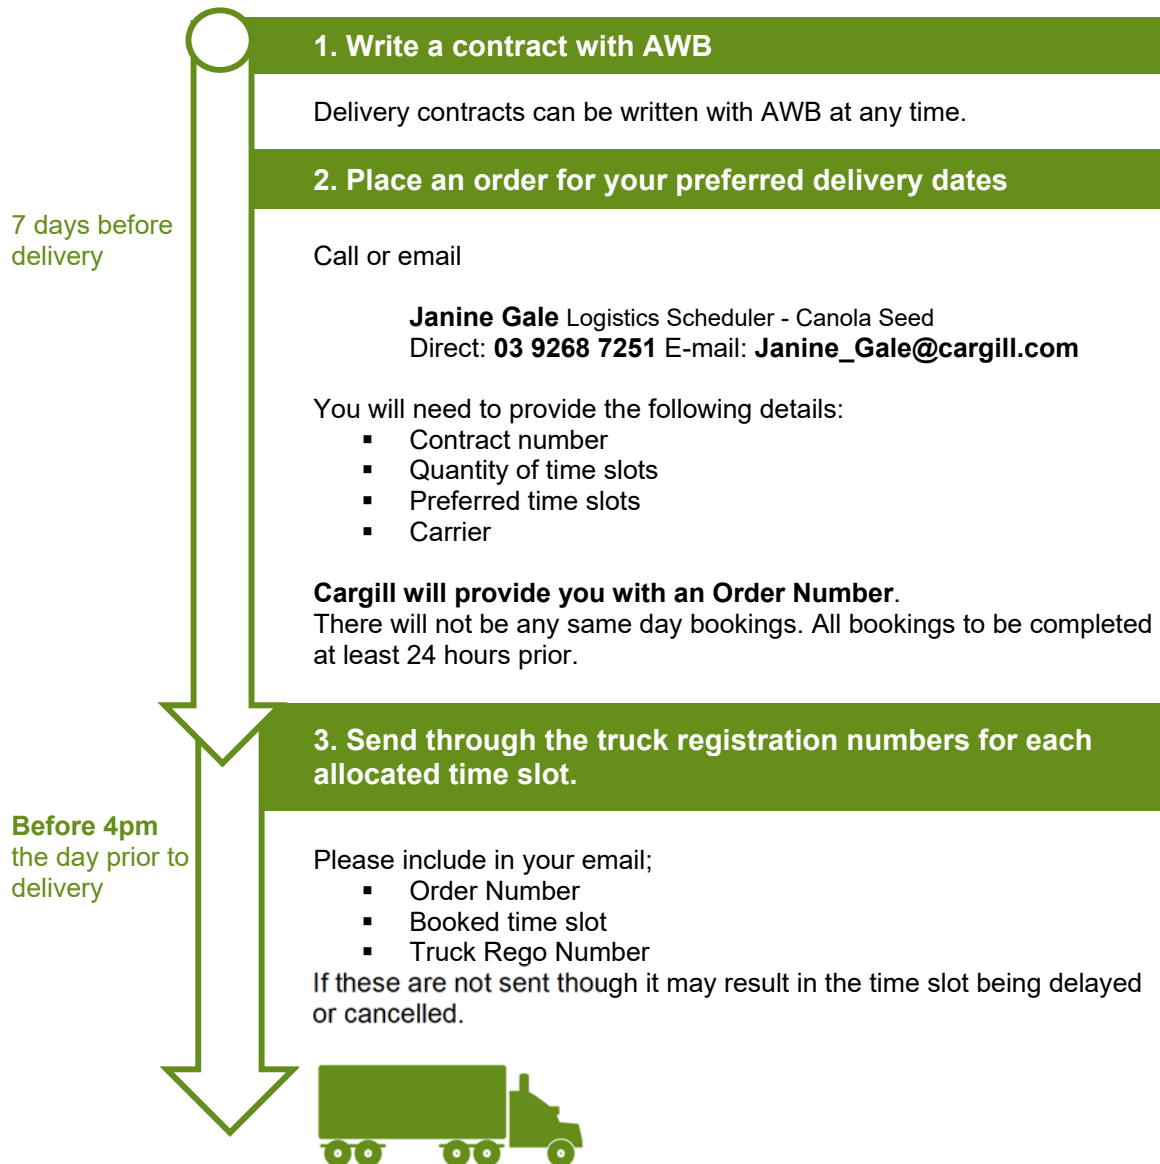 1. Write a contract with AWB
Delivery contracts can be written with AWB at any time.
2. Place an order for your preferred delivery dates
7 days before
delivery
Call or email
Janine Gale Logistics Scheduler - Canola Seed
Direct: 03 9268 7251 E-mail: Janine_Gale@cargill.com
You will need to provide the following details:
▪ Contract number
▪ Quantity of time slots
▪ Preferred time slots
▪ Carrier
Cargill will provide you with an Order Number.
There will not be any same day bookings. All bookings to be completed
at least 24 hours prior.
3. Send through the truck registration numbers for each
allocated time slot.
Before 4pm
the day prior to
delivery
Please include in your email;
▪ Order Number
▪ Booked time slot
▪ Truck Rego Number
If these are not sent though it may result in the time slot being delayed
or cancelled.